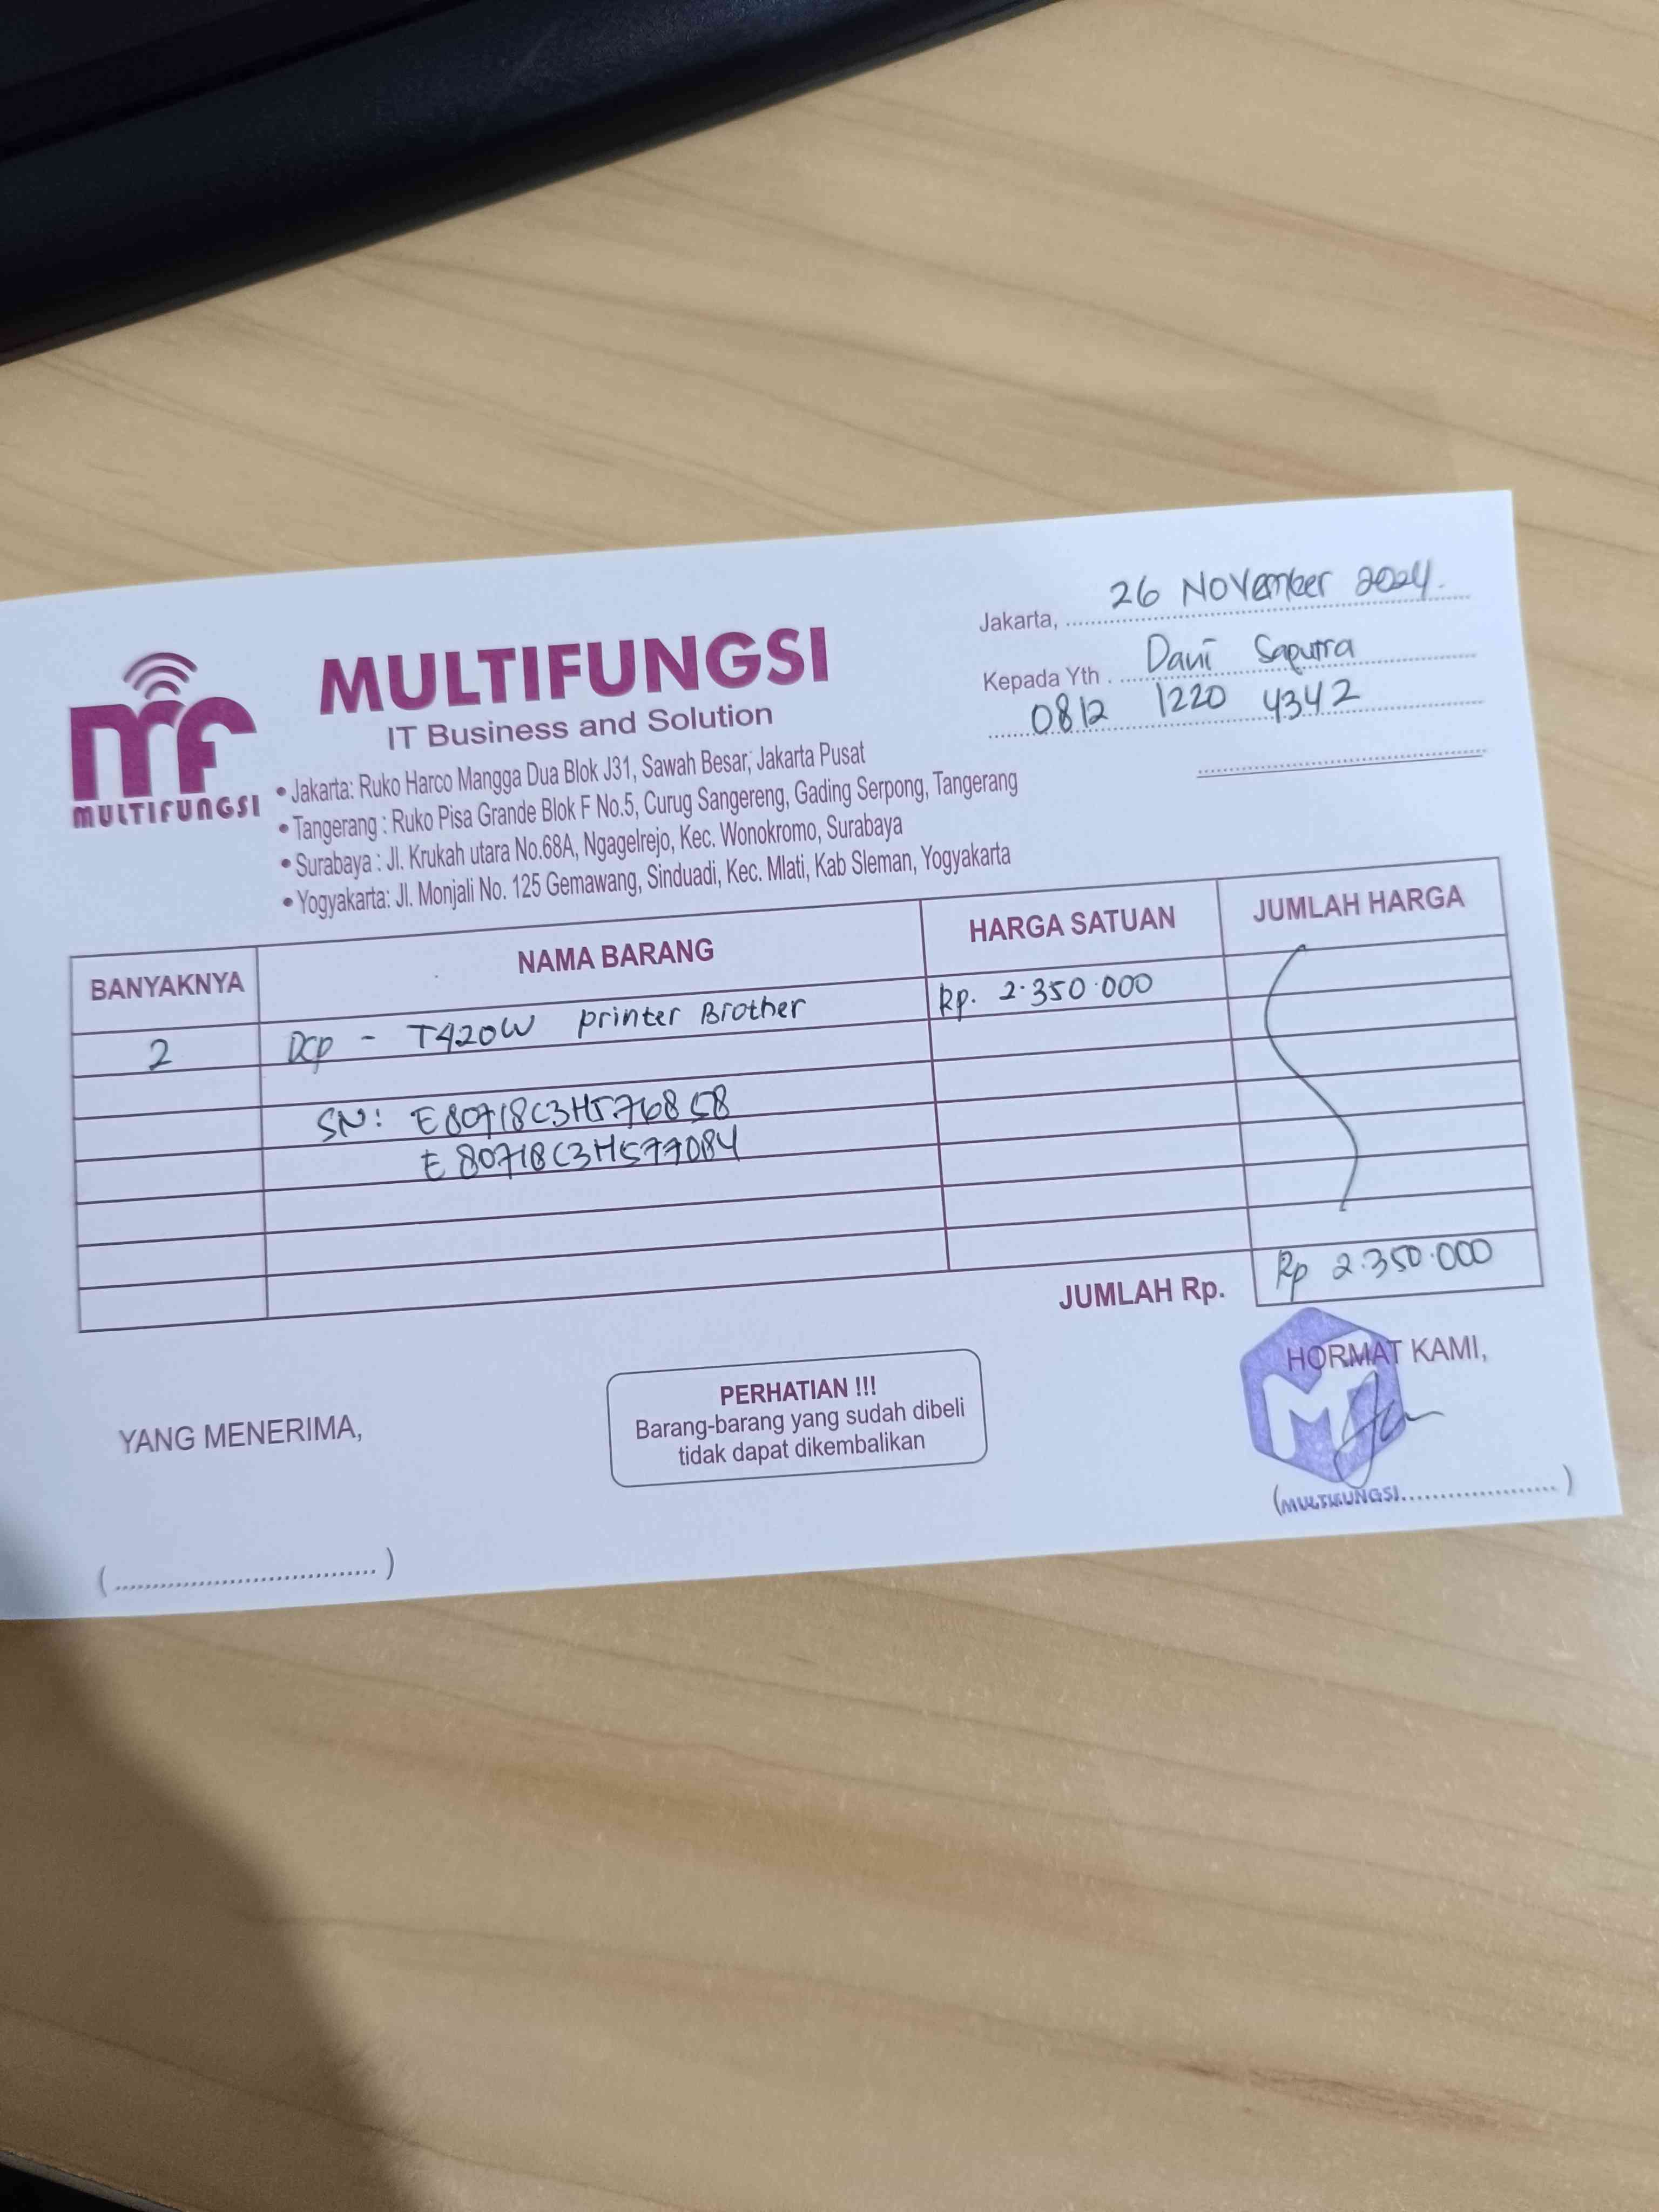 MULTIFUNGSI
MULTIFUNGSI
IT Business and Solution
• Jakarta: Ruko Harco Mangga Dua Blok J31, Sawah Besar, Jakarta Pusat
• Tangerang : Ruko Pisa Grande Blok F No.5, Curug Sangereng, Gading Serpong, Tangerang
• Surabaya : Jl. Krukah utara No.68A, Ngagelrejo, Kec. Wonokromo, Surabaya
• Yogyakarta: Jl. Monjali No. 125 Gemawang, Sinduadi, Kec. Mlati, Kab Sleman, Yogyakarta
Jakarta, 26 November 2024.
Kepada Yth . Dani Saputra
0812 1220 4342
BANYAKNYA NAMA BARANG HARGA SATUAN JUMLAH HARGA
2 DCP - T420W printer Brother Rp. 2.350.000
SN: E80718C3H576858
E80718C3H577084
JUMLAH Rp. Rp 2.350.000
YANG MENERIMA,
PERHATIAN !!!
Barang-barang yang sudah dibeli
tidak dapat dikembalikan
HORMAT KAMI,
(MULTIFUNGSI....................)
(..................................)